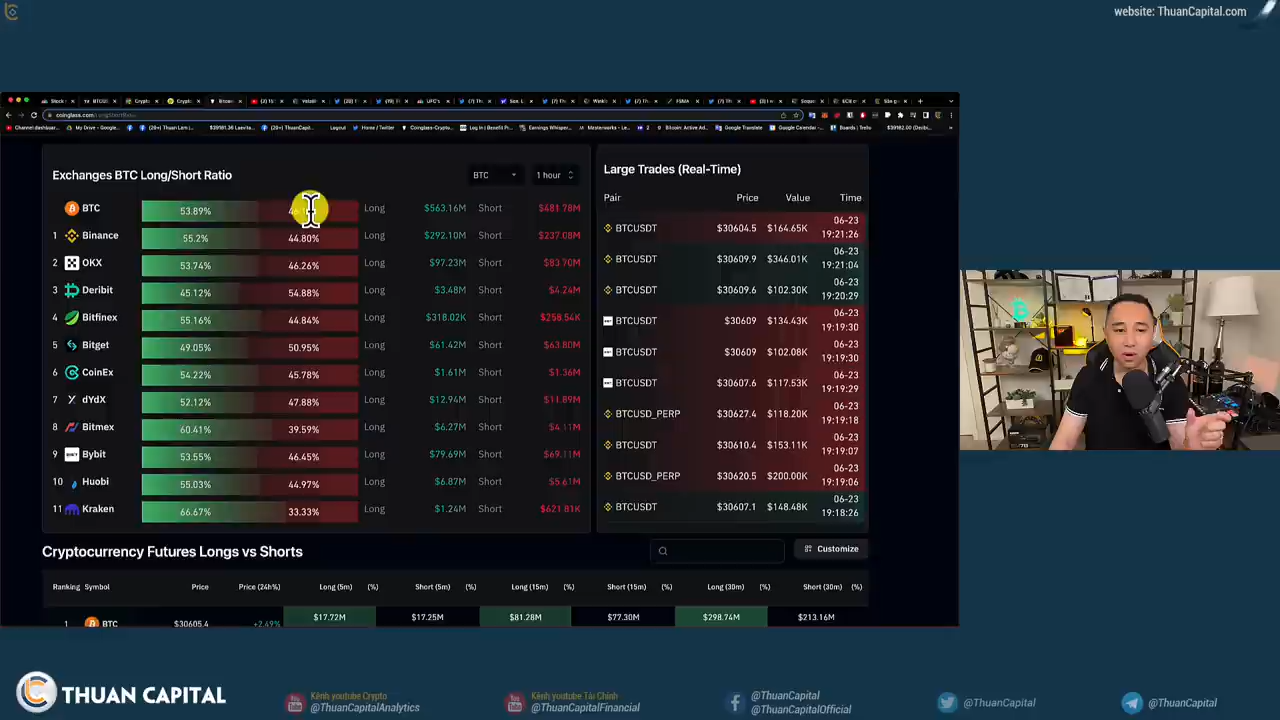 website: ThuanCapital.com
Exchanges BTC Long/Short Ratio
BTC
1 hour
BTC 53.89% Long $563.16M Short $481.78M
1 Binance 55.2% 44.80% $292.10M $237.08M
2 OKX 53.74% 46.26% Long $97.23M Short $83.70M
3 Deribit 45.12% 54.88% Long $3.48M Short $4.24M
4 Bitfinex 55.16% 44.84% Long $318.02K Short $258.54K
5 Bitget 49.05% 50.95% Long $61.42M Short $63.80M
6 CoinEx 54.22% 45.78% Long $1.61M Short $1.36M
7 dYdX 52.12% 47.88% Long $12.94M Short $11.89M
8 Bitmex 60.41% 39.59% Long $6.27M Short $4.11M
9 Bybit 53.55% 46.45% Long $79.69M Short $69.11M
10 Huobi 55.03% 44.97% Long $6.87M Short $5.61M
11 Kraken 66.67% 33.33% Long $1.24M Short $621.81K
Large Trades (Real-Time)
Pair Price Value Time
BTCUSDT $30604.5 $164.65K 06-23 19:21:26
BTCUSDT $30609.9 $346.01K 06-23 19:21:04
BTCUSDT $30609.6 $102.30K 06-23 19:20:29
BTCUSDT $30609 $134.43K 06-23 19:19:30
BTCUSDT $30609 $102.08K 06-23 19:19:30
BTCUSDT $30607.6 $117.53K 06-23 19:19:29
BTCUSD_PERP $30627.4 $118.20K 06-23 19:19:18
BTCUSDT $30610.4 $153.11K 06-23 19:19:07
BTCUSD_PERP $30620.5 $200.00K 06-23 19:19:06
BTCUSDT $30607.1 $148.48K 06-23 19:18:26
Cryptocurrency Futures Longs vs Shorts
Customize
Ranking Symbol Price Price (24h%) Long (5m) (%) Short (5m) (%) Long (15m) (%) Short (15m) (%) Long (30m) (%) Short (30m) (%)
1 BTC $30605.4 +2.49% $17.72M $17.25M $81.28M $77.30M $298.74M $213.16M
THUAN CAPITAL
Kênh youtube Crypto
@ThuanCapitalAnalytics
Kênh youtube Tài Chính
@ThuanCapitalFinancial
@ThuanCapital
@ThuanCapitalOfficial
@ThuanCapital
@ThuanCapital